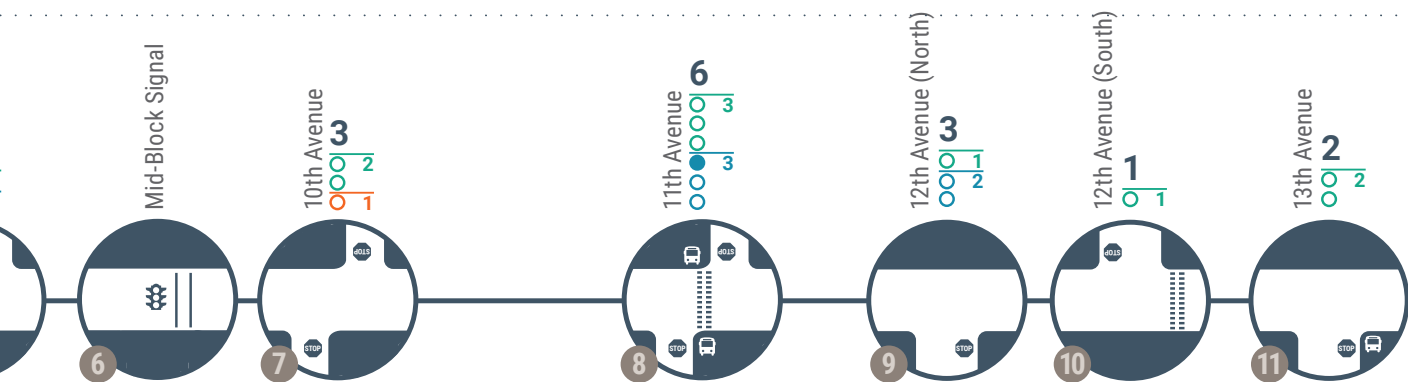 Mid-Block Signal
6
10th Avenue
3
2
1
STOP
STOP
7
11th Avenue
6
3
3
STOP
STOP
8
12th Avenue (North)
3
1
2
STOP
9
12th Avenue (South)
1
1
STOP
10
13th Avenue
2
2
STOP
11